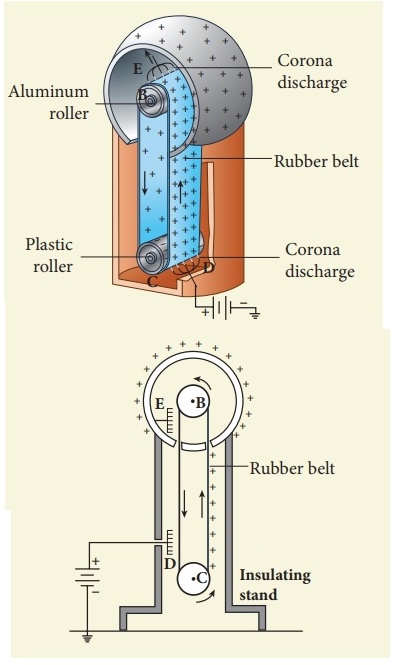 E
Corona
discharge
Aluminum
roller
B
Rubber belt
Plastic
roller
Corona
discharge
D
C
+
−
E
B
Rubber belt
D
C
+
−
Insulating
stand